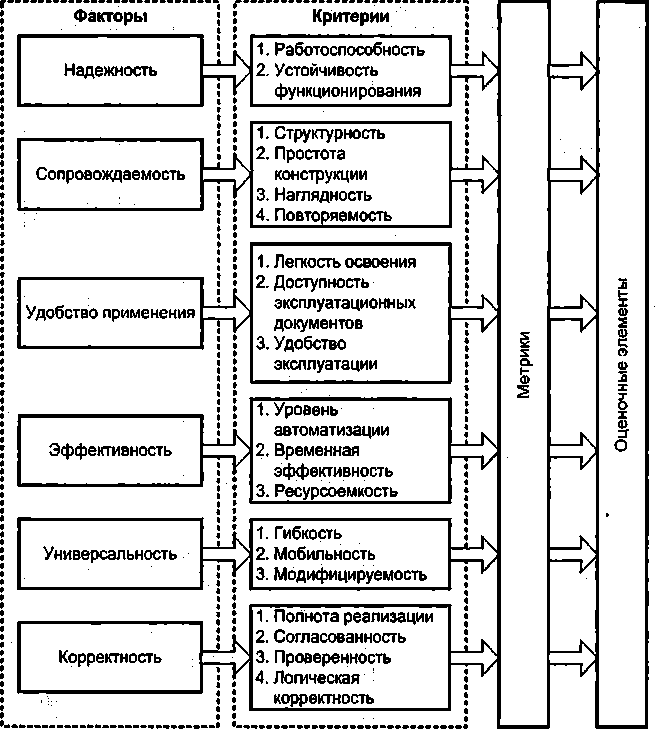 Факторы
Критерии
Надежность
1. Работоспособность
2. Устойчивость
функционирования
Сопровождаемость
1. Структурность
2. Простота
конструкции
3. Наглядность
4. Повторяемость
Удобство применения
1. Легкость освоения
2. Доступность
эксплуатационных
документов
3. Удобство
эксплуатации
Эффективность
1. Уровень
автоматизации
2. Временная
эффективность
3. Ресурсоемкость
Универсальность
1. Гибкость
2. Мобильность
3. Модифицируемость
Корректность
1. Полнота реализации
2. Согласованность
3. Проверенность
4. Логическая
корректность
Метрики
Оценочные элементы